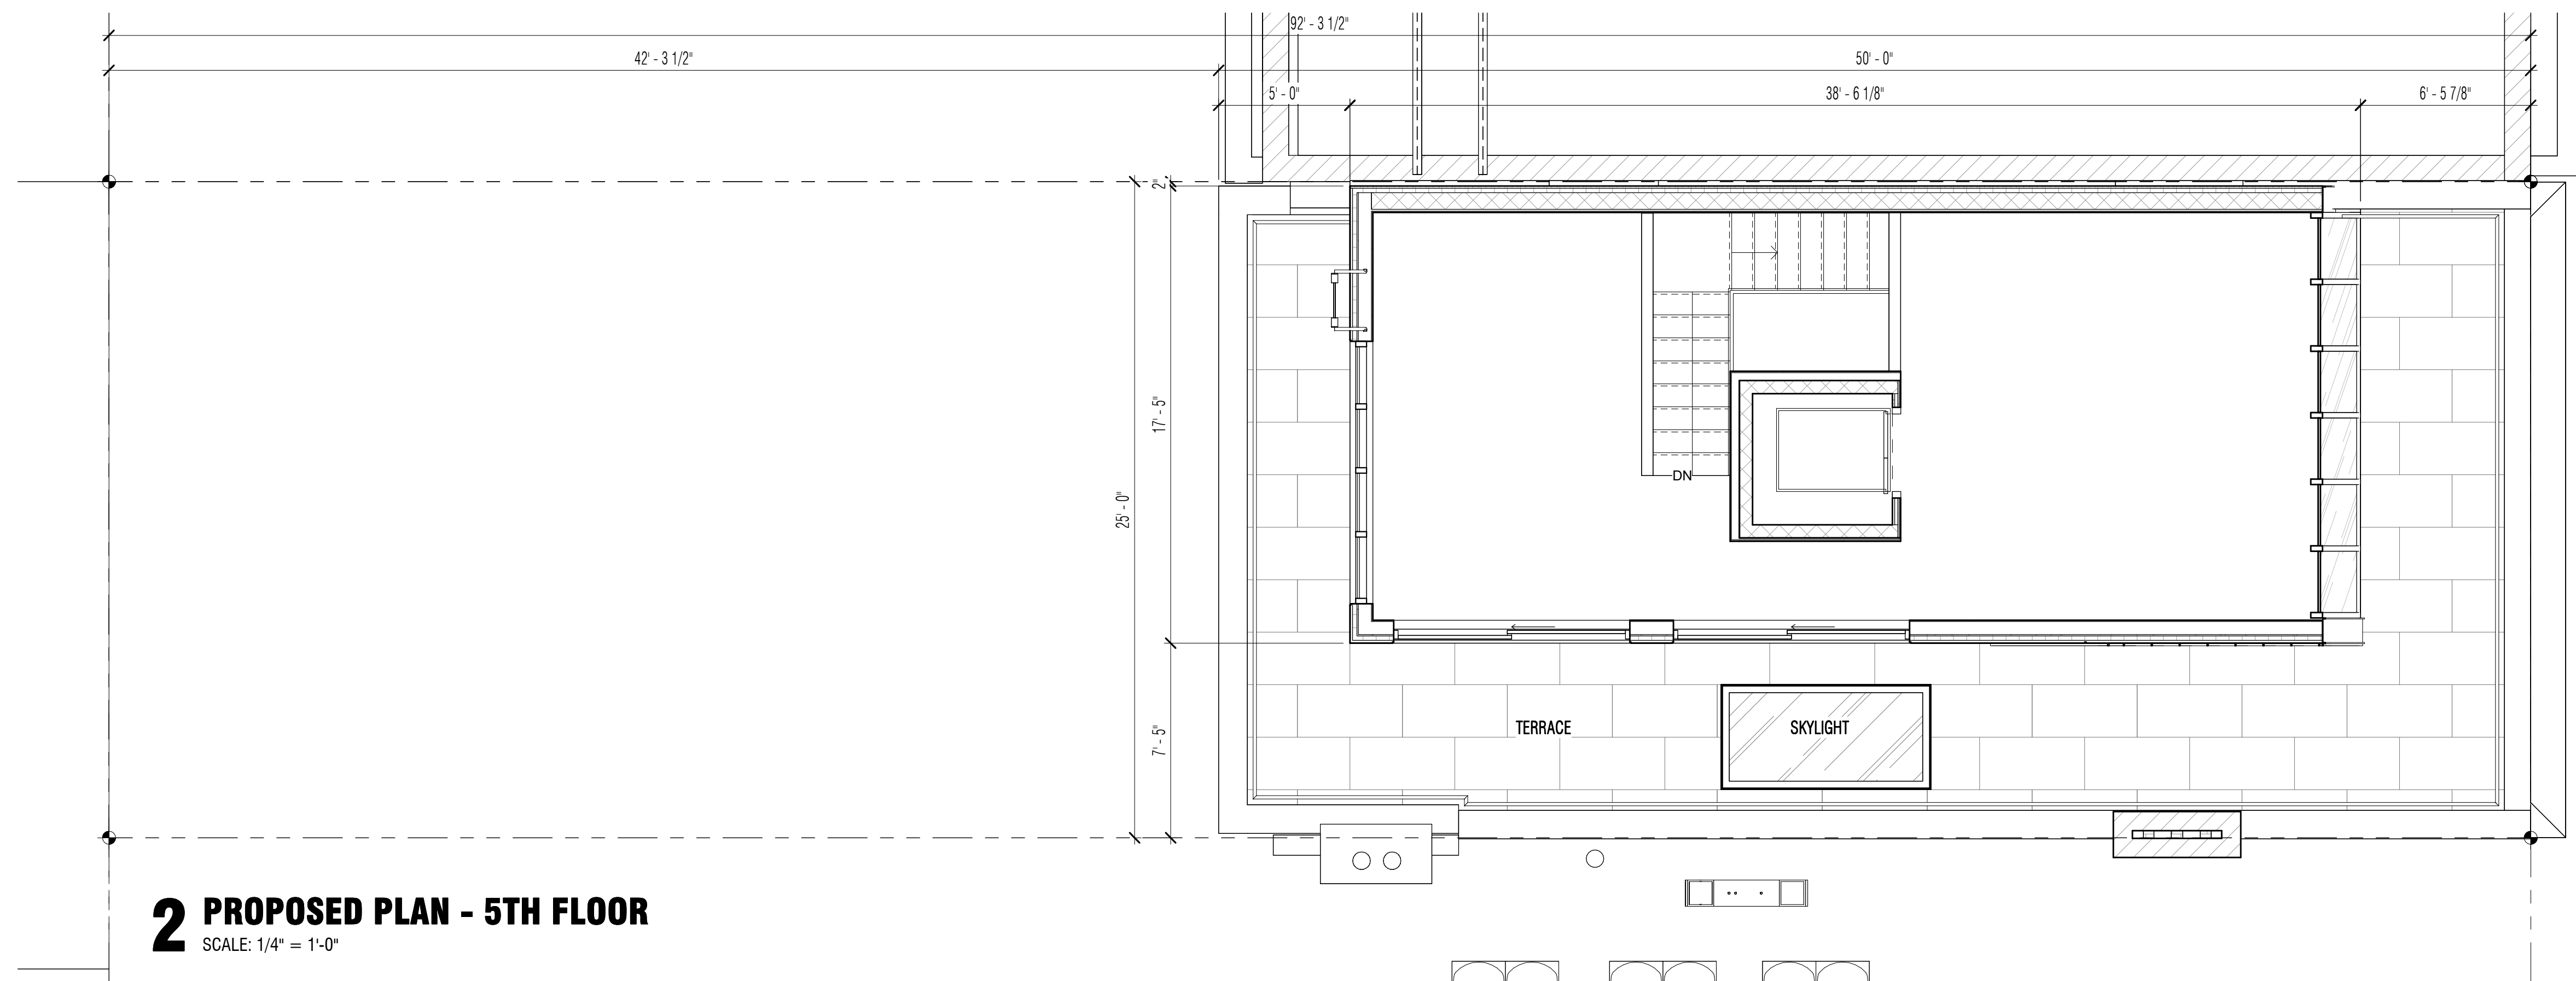 92' - 3 1/2"
42' - 3 1/2"
50' - 0"
5' - 0"
38' - 6 1/8"
6' - 5 7/8"
2"
17' - 5"
25' - 0"
DN
7' - 5"
TERRACE
SKYLIGHT
2 PROPOSED PLAN - 5TH FLOOR
SCALE: 1/4" = 1'-0"